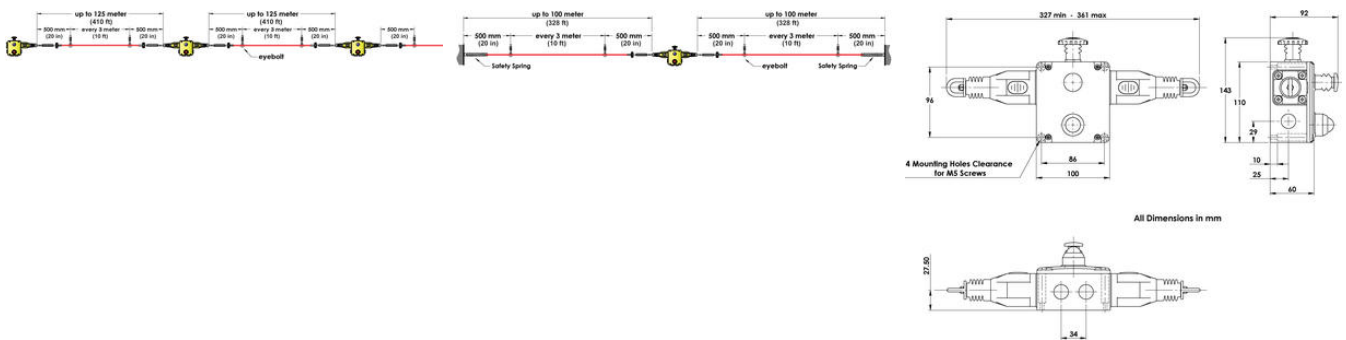 up to 125 meter
(410 ft)
500 mm
(20 in)
every 3 meter
(10 ft)
500 mm
(20 in)
up to 125 meter
(410 ft)
500 mm
(20 in)
every 3 meter
(10 ft)
500 mm
(20 in)
500 mm
(20 in)
eyebolt
up to 100 meter
(328 ft)
500 mm
(20 in)
every 3 meter
(10 ft)
500 mm
(20 in)
Safety Spring
up to 100 meter
(328 ft)
500 mm
(20 in)
every 3 meter
(10 ft)
500 mm
(20 in)
eyebolt
Safety Spring
327 min - 361 max
96
4 Mounting Holes Clearance
for M5 Screws
86
100
92
143
110
29
10
25
60
All Dimensions in mm
27.50
34